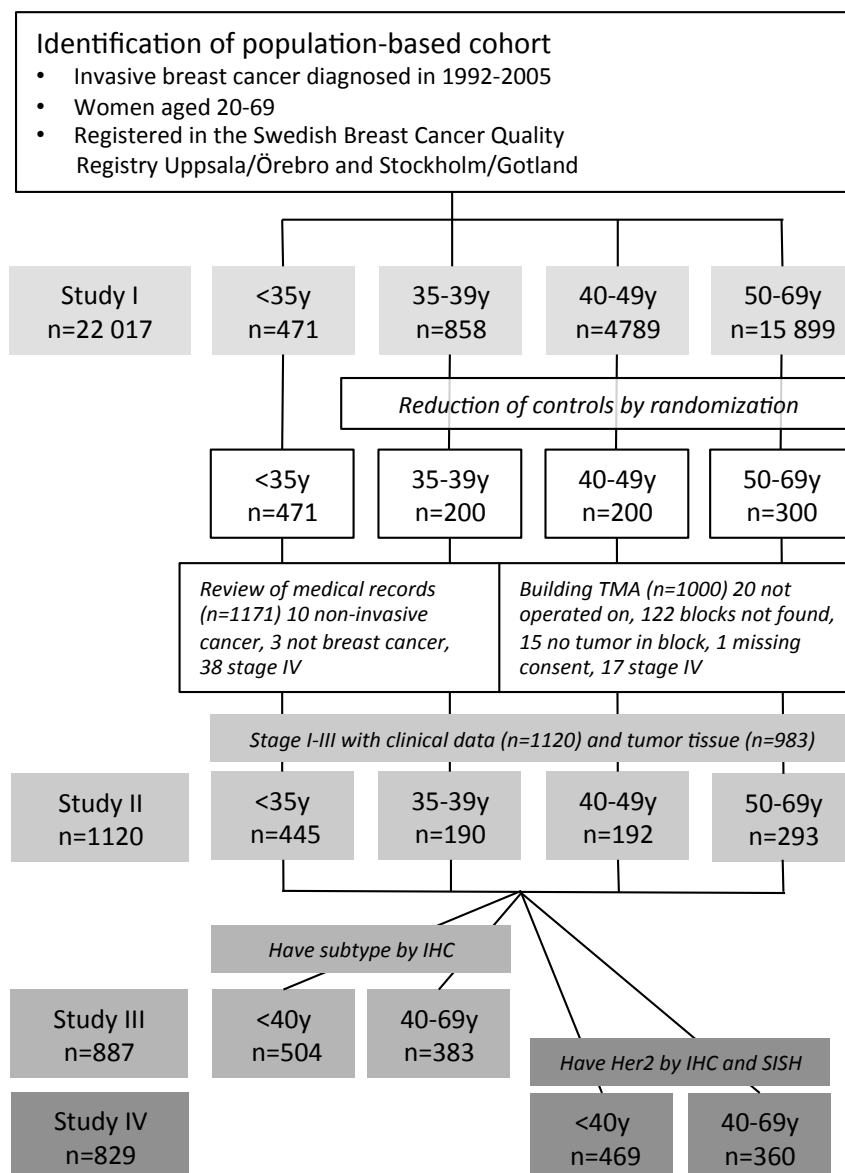 Identification of population-based cohort
• Invasive breast cancer diagnosed in 1992-2005
• Women aged 20-69
• Registered in the Swedish Breast Cancer Quality
Registry Uppsala/Örebro and Stockholm/Gotland
Study I
n=22 017
<35y
n=471
35-39y
n=858
40-49y
n=4789
50-69y
n=15 899
Reduction of controls by randomization
<35y
n=471
35-39y
n=200
40-49y
n=200
50-69y
n=300
Review of medical records
(n=1171) 10 non-invasive
cancer, 3 not breast cancer,
38 stage IV
Building TMA (n=1000) 20 not
operated on, 122 blocks not found,
15 no tumor in block, 1 missing
consent, 17 stage IV
Stage I-III with clinical data (n=1120) and tumor tissue (n=983)
Study II
n=1120
<35y
n=445
35-39y
n=190
40-49y
n=192
50-69y
n=293
Have subtype by IHC
Study III
n=887
<40y
n=504
40-69y
n=383
Have Her2 by IHC and SISH
Study IV
n=829
<40y
n=469
40-69y
n=360